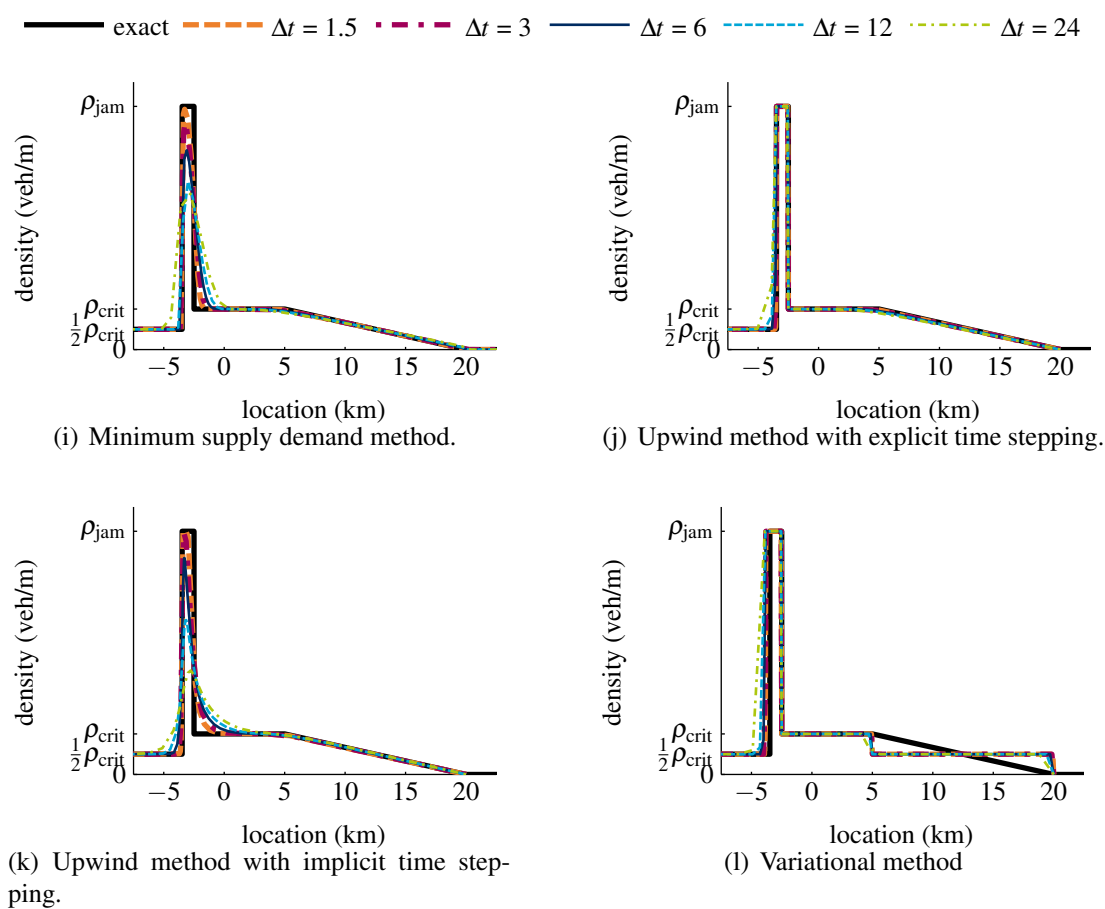 exact Δt = 1.5 Δt = 3 Δt = 6 Δt = 12 Δt = 24
density (veh/m)
ρjam
ρcrit
½ρcrit
0
−5 0 5 10 15 20
location (km)
(i) Minimum supply demand method.
density (veh/m)
ρjam
ρcrit
½ρcrit
0
−5 0 5 10 15 20
location (km)
(j) Upwind method with explicit time stepping.
density (veh/m)
ρjam
ρcrit
½ρcrit
0
−5 0 5 10 15 20
location (km)
(k) Upwind method with implicit time step-
ping.
density (veh/m)
ρjam
ρcrit
½ρcrit
0
−5 0 5 10 15 20
location (km)
(l) Variational method